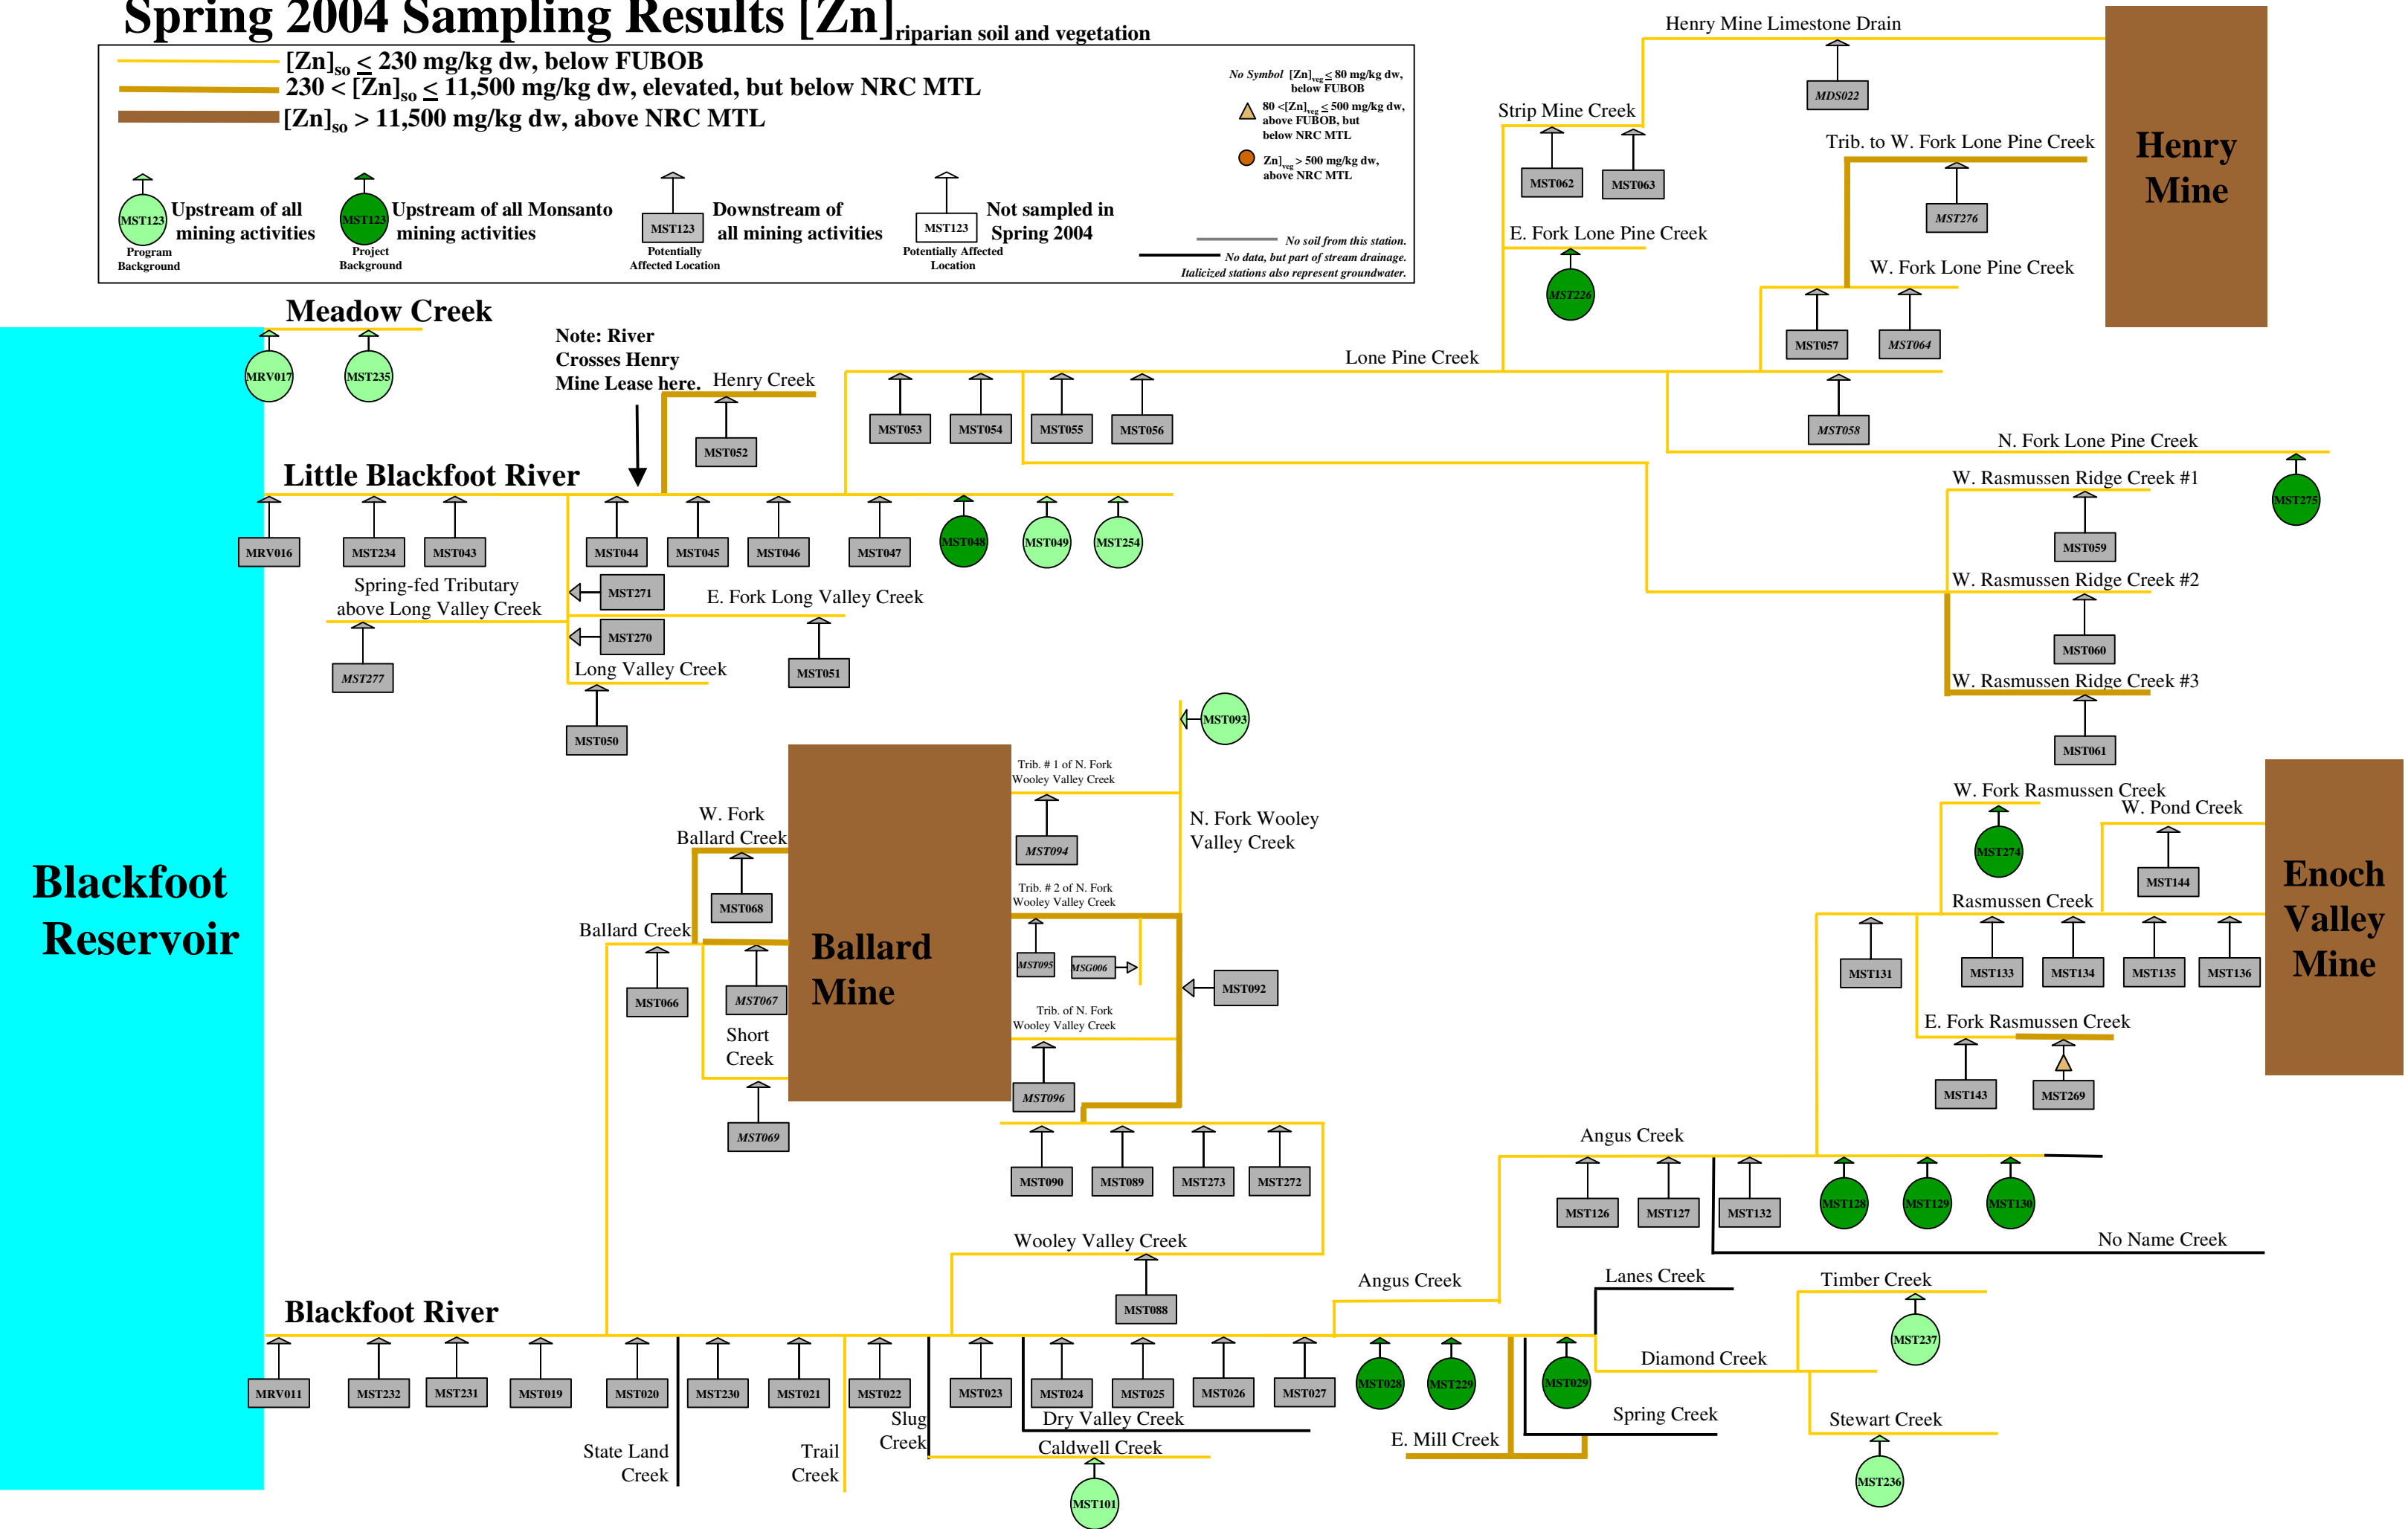 Spring 2004 Sampling Results [Zn]riparian soil and vegetation
[Zn]so ≤ 230 mg/kg dw, below FUBOB
230 < [Zn]so ≤ 11,500 mg/kg dw, elevated, but below NRC MTL
[Zn]so > 11,500 mg/kg dw, above NRC MTL
No Symbol [Zn]veg ≤ 80 mg/kg dw,
below FUBOB
80 <[Zn]veg ≤ 500 mg/kg dw,
above FUBOB, but
below NRC MTL
Zn]veg > 500 mg/kg dw,
above NRC MTL
MST123
Upstream of all
mining activities
Program
Background
MST123
Upstream of all Monsanto
mining activities
Project
Background
MST123
Downstream of
all mining activities
Potentially
Affected Location
MST123
Not sampled in
Spring 2004
Potentially Affected
Location
No soil from this station.
No data, but part of stream drainage.
Italicized stations also represent groundwater.
Henry Mine Limestone Drain
MDS022
Strip Mine Creek
MST062
MST063
Trib. to W. Fork Lone Pine Creek
MST276
Henry
Mine
E. Fork Lone Pine Creek
MST226
W. Fork Lone Pine Creek
MST057
MST064
Meadow Creek
MRV017
MST235
Note: River
Crosses Henry
Mine Lease here.
Henry Creek
MST052
Lone Pine Creek
MST053
MST054
MST055
MST056
MST058
N. Fork Lone Pine Creek
MST275
Little Blackfoot River
MRV016
MST234
MST043
MST044
MST045
MST046
MST047
MST048
MST049
MST254
W. Rasmussen Ridge Creek #1
MST059
W. Rasmussen Ridge Creek #2
MST060
W. Rasmussen Ridge Creek #3
MST061
Spring-fed Tributary
above Long Valley Creek
MST277
MST271
E. Fork Long Valley Creek
MST270
MST051
Long Valley Creek
MST050
MST093
Trib. # 1 of N. Fork
Wooley Valley Creek
MST094
N. Fork Wooley
Valley Creek
W. Fork
Ballard Creek
MST068
Ballard Creek
MST066
MST067
Short
Creek
MST069
Ballard
Mine
Trib. # 2 of N. Fork
Wooley Valley Creek
MST095
MSG006
MST092
Trib. of N. Fork
Wooley Valley Creek
MST096
MST090
MST089
MST273
MST272
Blackfoot
Reservoir
W. Fork Rasmussen Creek
MST274
W. Pond Creek
MST144
Rasmussen Creek
MST131
MST133
MST134
MST135
MST136
Enoch
Valley
Mine
E. Fork Rasmussen Creek
MST143
MST269
Angus Creek
MST126
MST127
MST132
MST128
MST129
MST130
No Name Creek
Wooley Valley Creek
MST088
Angus Creek
Lanes Creek
Timber Creek
MST237
Diamond Creek
Stewart Creek
MST236
Blackfoot River
MRV011
MST232
MST231
MST019
MST020
MST230
MST021
MST022
MST023
MST024
MST025
MST026
MST027
MST028
MST229
MST029
State Land
Creek
Trail
Creek
Slug
Creek
Dry Valley Creek
Caldwell Creek
MST101
E. Mill Creek
Spring Creek